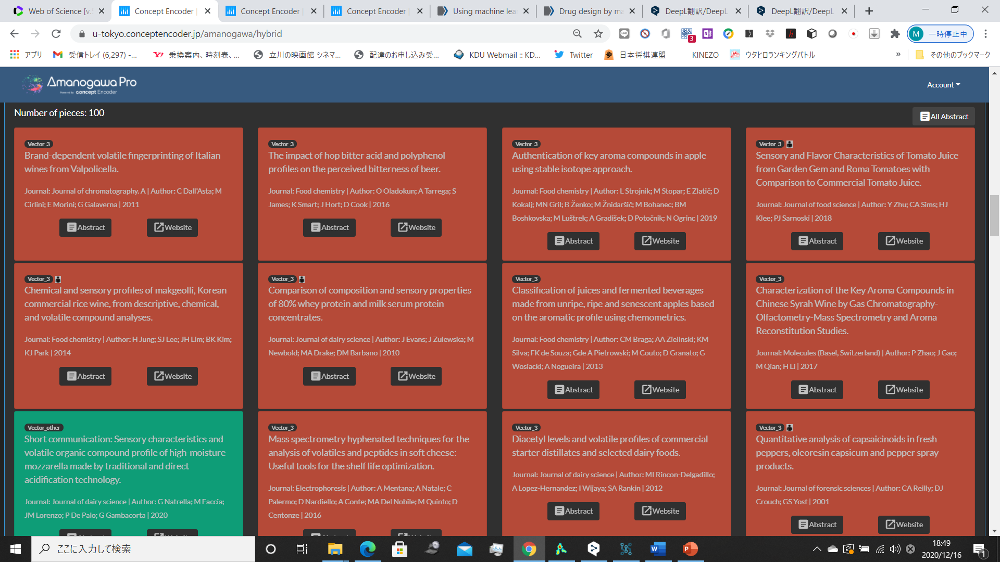 Web of Science [v.
Concept Encoder |
Concept Encoder |
Concept Encoder |
Using machine lea
Drug design by ma
DeepL翻訳/DeepL
DeepL翻訳/DeepL
u-tokyo.conceptencoder.jp/amanogawa/hybrid
M 一時停止中
アプリ
受信トレイ (6,297) -...
乗換案内、時刻表、...
立川の映画館 シネマ...
配達のお申し込み受...
KDU Webmail :: KD...
Twitter
日本将棋連盟
KINEZO
ウタヒロランキングバトル
»
その他のブックマーク
Amanogawa Pro
Powered by concept Encoder
Account
Number of pieces: 100
All Abstract
Vector_3
Brand-dependent volatile fingerprinting of Italian
wines from Valpolicella.
Journal: Journal of chromatography. A | Author: C Dall'Asta; M
Cirlini; E Morini; G Galaverna | 2011
Abstract
Website
Vector_3
The impact of hop bitter acid and polyphenol
profiles on the perceived bitterness of beer.
Journal: Food chemistry | Author: O Oladokun; A Tarrega; S
James; K Smart; J Hort; D Cook | 2016
Abstract
Website
Vector_3
Authentication of key aroma compounds in apple
using stable isotope approach.
Journal: Food chemistry | Author: L Strojnik; M Stopar; E Zlatič; D
Kokalj; MN Gril; B Ženko; M Žnidaršič; M Bohanec; BM
Boshkovska; M Luštrek; A Gradišek; D Potočnik; N Ogrinc | 2019
Abstract
Website
Vector_3
Sensory and Flavor Characteristics of Tomato Juice
from Garden Gem and Roma Tomatoes with
Comparison to Commercial Tomato Juice.
Journal: Journal of food science | Author: Y Zhu; CA Sims; HJ
Klee; PJ Sarnoski | 2018
Abstract
Website
Vector_3
Chemical and sensory profiles of makgeolli, Korean
commercial rice wine, from descriptive, chemical,
and volatile compound analyses.
Journal: Food chemistry | Author: H Jung; SJ Lee; JH Lim; BK Kim;
KJ Park | 2014
Abstract
Website
Vector_3
Comparison of composition and sensory properties
of 80% whey protein and milk serum protein
concentrates.
Journal: Journal of dairy science | Author: J Evans; J Zulewska; M
Newbold; MA Drake; DM Barbano | 2010
Abstract
Website
Vector_3
Classification of juices and fermented beverages
made from unripe, ripe and senescent apples based
on the aromatic profile using chemometrics.
Journal: Food chemistry | Author: CM Braga; AA Zielinski; KM
Silva; FK de Souza; Gde A Pietrowski; M Couto; D Granato; G
Wosiacki; A Nogueira | 2013
Abstract
Website
Vector_3
Characterization of the Key Aroma Compounds in
Chinese Syrah Wine by Gas Chromatography-
Olfactometry-Mass Spectrometry and Aroma
Reconstitution Studies.
Journal: Molecules (Basel, Switzerland) | Author: P Zhao; J Gao;
M Qian; H Li | 2017
Abstract
Website
Vector_other
Short communication: Sensory characteristics and
volatile organic compound profile of high-moisture
mozzarella made by traditional and direct
acidification technology.
Journal: Journal of dairy science | Author: G Natrella; M Faccia;
JM Lorenzo; P De Palo; G Gambacorta | 2020
Vector_3
Mass spectrometry hyphenated techniques for the
analysis of volatiles and peptides in soft cheese:
Useful tools for the shelf life optimization.
Journal: Electrophoresis | Author: A Mentana; A Natale; C
Palermo; D Nardiello; A Conte; MA Del Nobile; M Quinto; D
Centonze | 2016
Vector_3
Diacetyl levels and volatile profiles of commercial
starter distillates and selected dairy foods.
Journal: Journal of dairy science | Author: MI Rincon-Delgadillo;
A Lopez-Hernandez; I Wijaya; SA Rankin | 2012
Abstract
Website
Vector_3
Quantitative analysis of capsaicinoids in fresh
peppers, oleoresin capsicum and pepper spray
products.
Journal: Journal of forensic sciences | Author: CA Reilly; DJ
Crouch; GS Yost | 2001
Abstract
Website
ここに入力して検索
18:49
2020/12/16
1